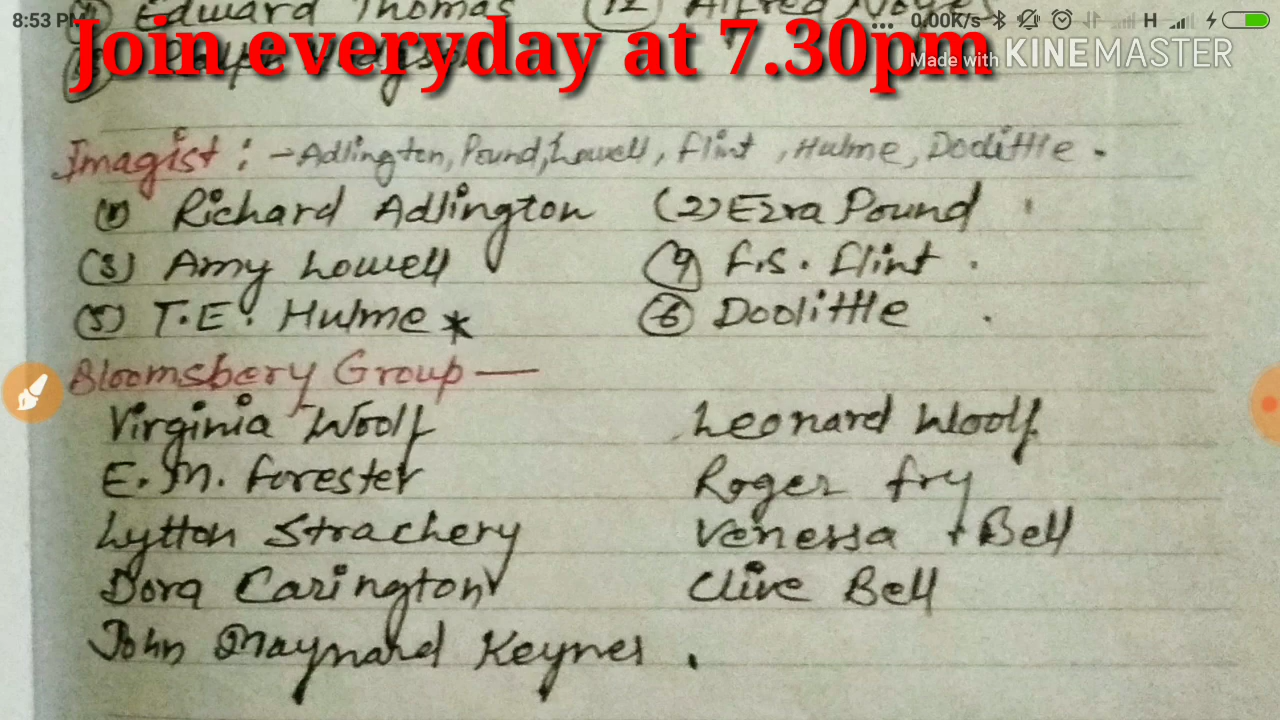 8:53 PM ... 0.00K/s H
Edward Thomas (12) Alfred Noyes
Join everyday at 7.30pm
Made with KINEMASTER
Imagist : - Adlington, Pound, Lowell, Flint, Hulme, Doolittle.
(1) Richard Adlington (2) Ezra Pound
(3) Amy Lowell (4) F.S. Flint.
(5) T.E. Hulme * (6) Doolittle.
Bloomsbery Group —
Virginia Woolf Leonard Woolf
E.M. Forester Roger fry
Lytton Strachery Venessa + Bell
Dora Carington Clive Bell
John Maynard Keynes.